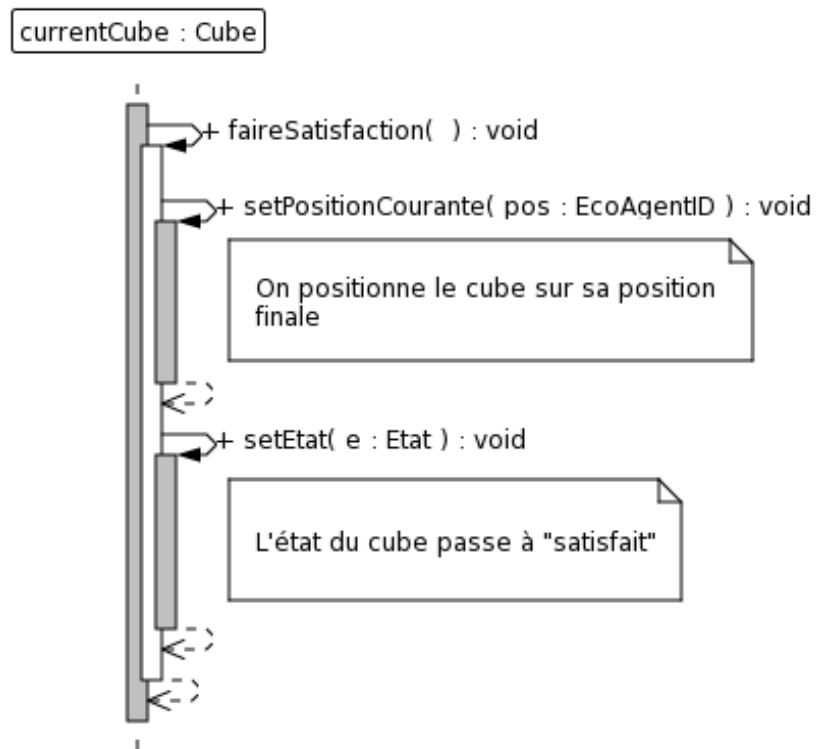 currentCube : Cube
+ faireSatisfaction(  ) : void
+ setPositionCourante( pos : EcoAgentID ) : void
On positionne le cube sur sa position
finale
+ setEtat( e : Etat ) : void
L'état du cube passe à "satisfait"